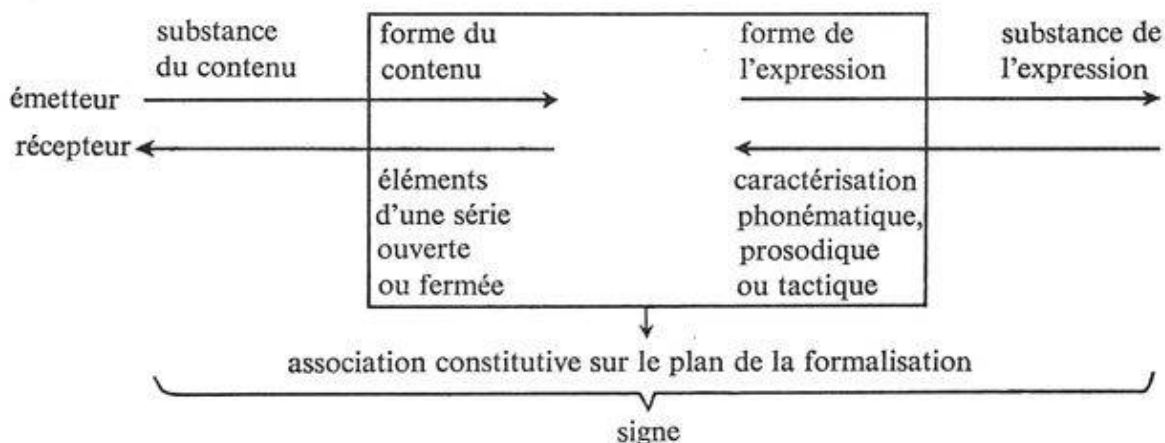 substance
du contenu
forme du
contenu
forme de
l'expression
substance de
l'expression
émetteur
récepteur
éléments
d'une série
ouverte
ou fermée
caractérisation
phonématique,
prosodique
ou tactique
association constitutive sur le plan de la formalisation
signe